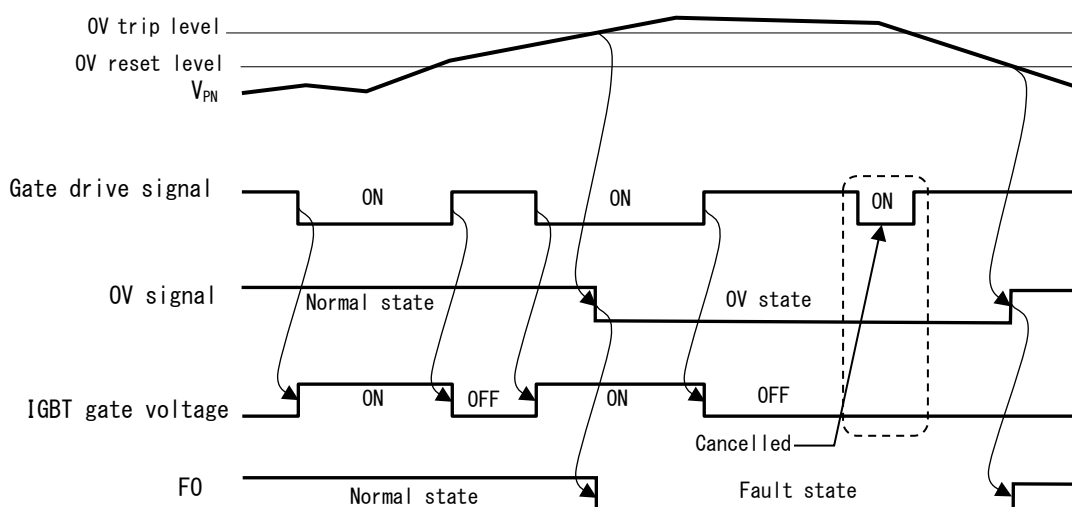 OV trip level
OV reset level
VPN
Gate drive signal
ON
ON
ON
OV signal
Normal state
OV state
IGBT gate voltage
ON
OFF
ON
OFF
Cancelled
FO
Normal state
Fault state